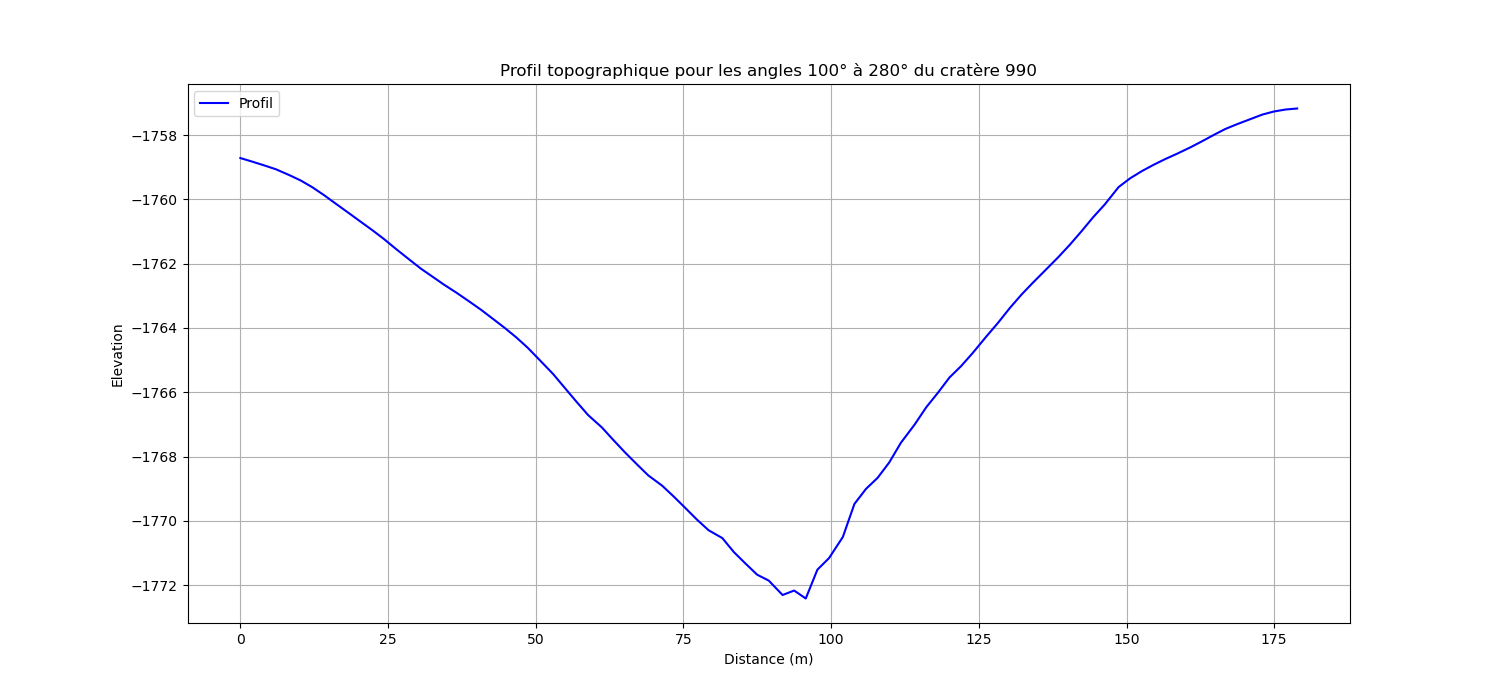 Profil topographique pour les angles 100° à 280° du cratère 990
Profil
−1758
−1760
−1762
−1764
−1766
−1768
−1770
−1772
Elevation
0 25 50 75 100 125 150 175
Distance (m)